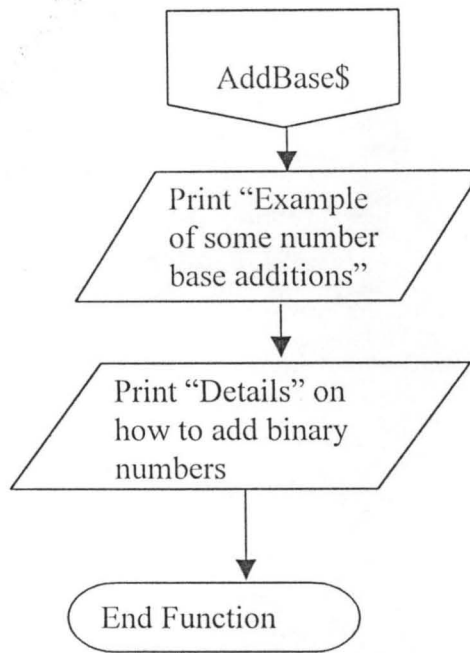 AddBase$
Print “Example
of some number
base additions”
Print “Details” on
how to add binary
numbers
End Function